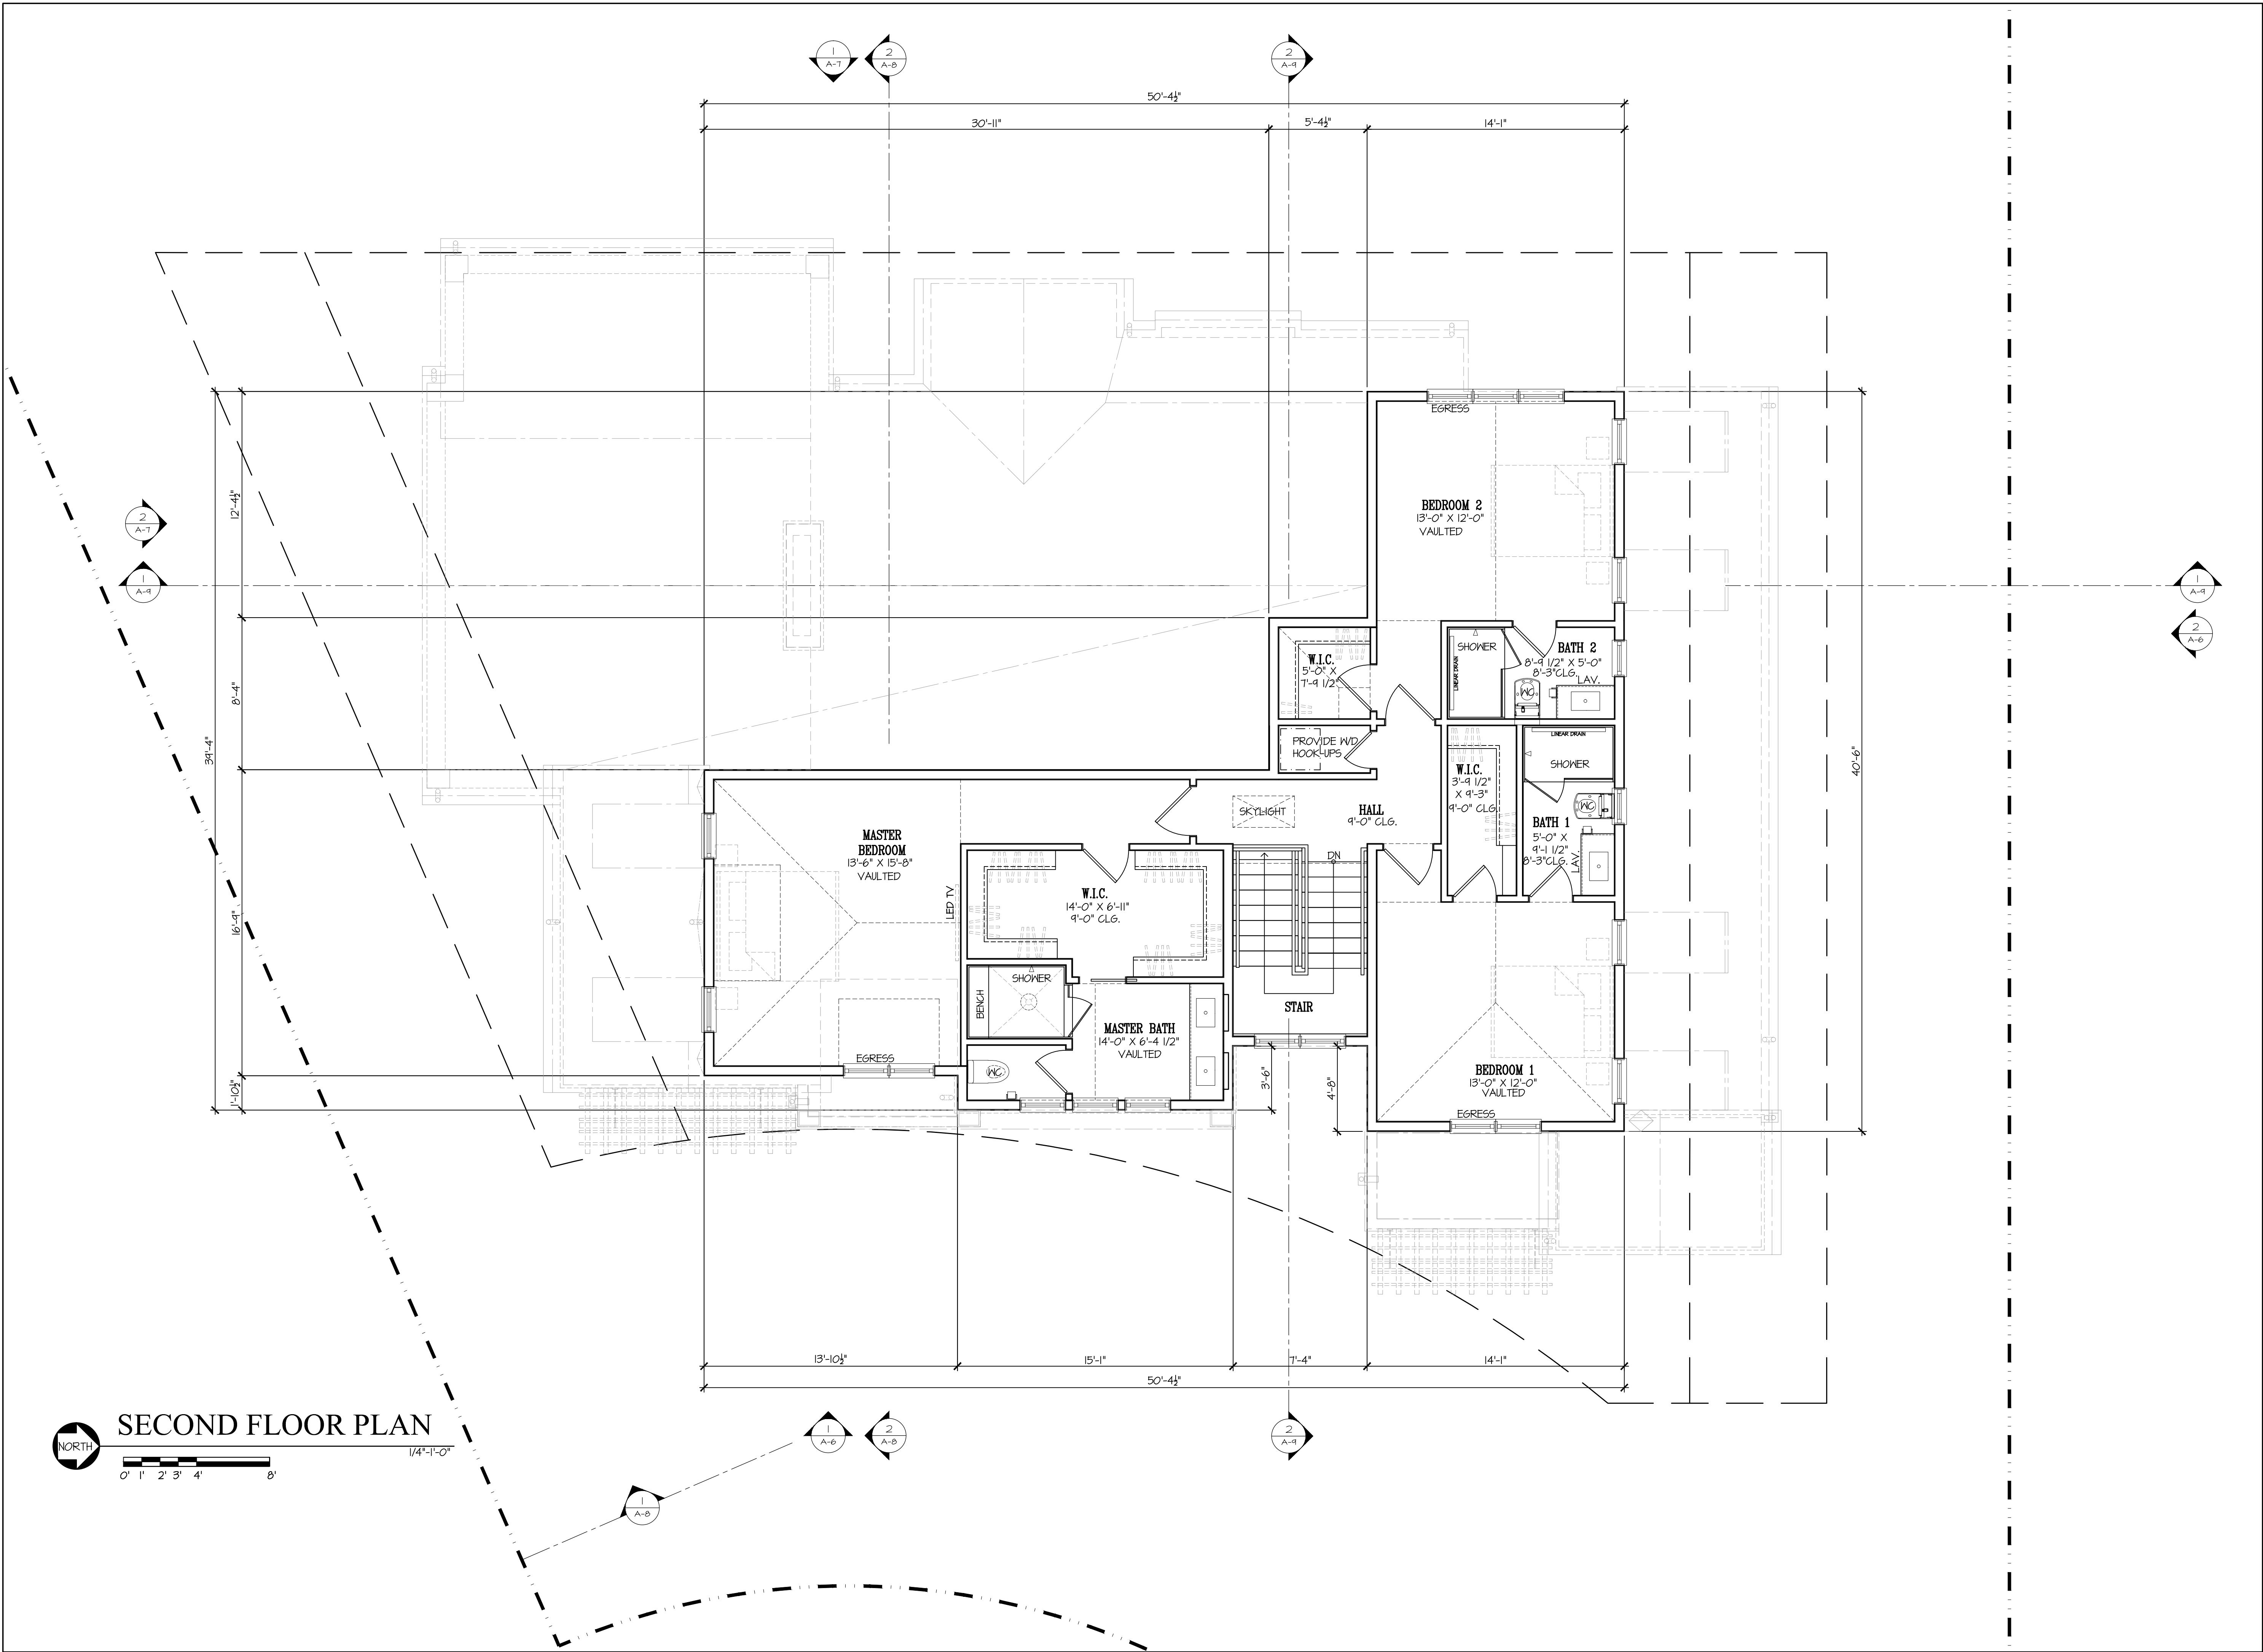 1
A-7
2
A-8
2
A-9
50'-4½"
30'-11"
5'-4½"
14'-1"
EGRESS
BEDROOM 2
13'-0" X 12'-0"
VAULTED
12'-4½"
2
A-7
1
A-9
1
A-9
2
A-6
W.I.C.
5'-0" X
7'-9 1/2"
SHOWER
LINEAR DRAIN
BATH 2
8'-9 1/2" X 5'-0"
8'-3"CLG.
LAV.
WC
8'-4"
39'-4"
40'-6"
PROVIDE W/D
HOOK-UPS
LINEAR DRAIN
SHOWER
W.I.C.
3'-9 1/2"
X 9'-3"
9'-0" CLG.
SKYLIGHT
HALL
9'-0" CLG.
WC
BATH 1
5'-0" X
9'-1 1/2"
8'-3"CLG.
LAV.
MASTER
BEDROOM
13'-6" X 15'-8"
VAULTED
DN
LED TV
W.I.C.
14'-0" X 6'-11"
9'-0" CLG.
16'-9"
SHOWER
BENCH
STAIR
MASTER BATH
14'-0" X 6'-4 1/2"
VAULTED
EGRESS
WC
BEDROOM 1
13'-0" X 12'-0"
VAULTED
EGRESS
1'-10½"
3'-6"
4'-8"
13'-10½"
15'-1"
7'-4"
14'-1"
50'-4½"
NORTH
SECOND FLOOR PLAN
1/4"-1'-0"
0' 1' 2' 3' 4' 8'
1
A-6
2
A-8
2
A-9
1
A-8